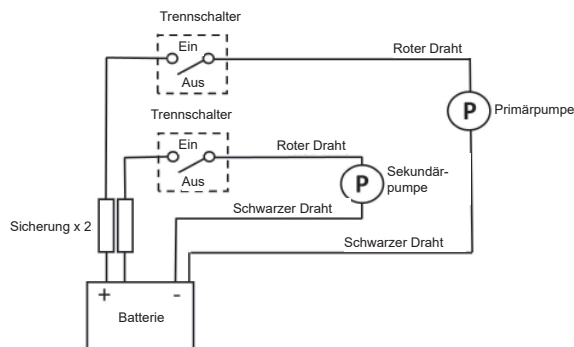 Trennschalter
Ein
Aus
Roter Draht
P
Primärpumpe
Trennschalter
Ein
Aus
Roter Draht
P
Sekundär-
pumpe
Schwarzer Draht
Sicherung x 2
Schwarzer Draht
+ -
Batterie